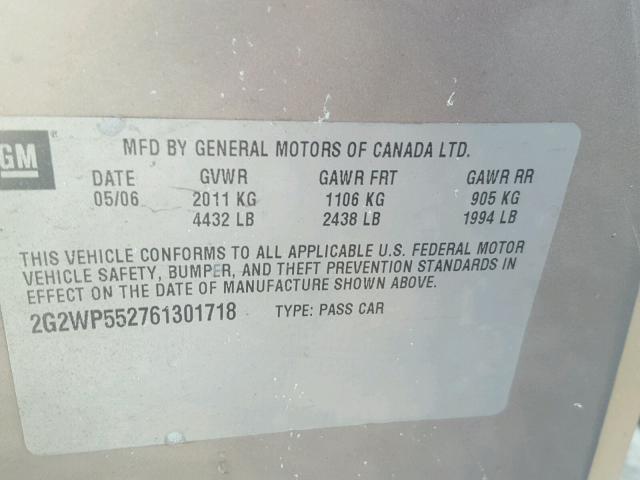 GM ®
MFD BY GENERAL MOTORS OF CANADA LTD.
DATE GVWR GAWR FRT GAWR RR
05/06 2011 KG 1106 KG 905 KG
4432 LB 2438 LB 1994 LB
THIS VEHICLE CONFORMS TO ALL APPLICABLE U.S. FEDERAL MOTOR
VEHICLE SAFETY, BUMPER, AND THEFT PREVENTION STANDARDS IN
EFFECT ON THE DATE OF MANUFACTURE SHOWN ABOVE.
2G2WP552761301718 TYPE: PASS CAR